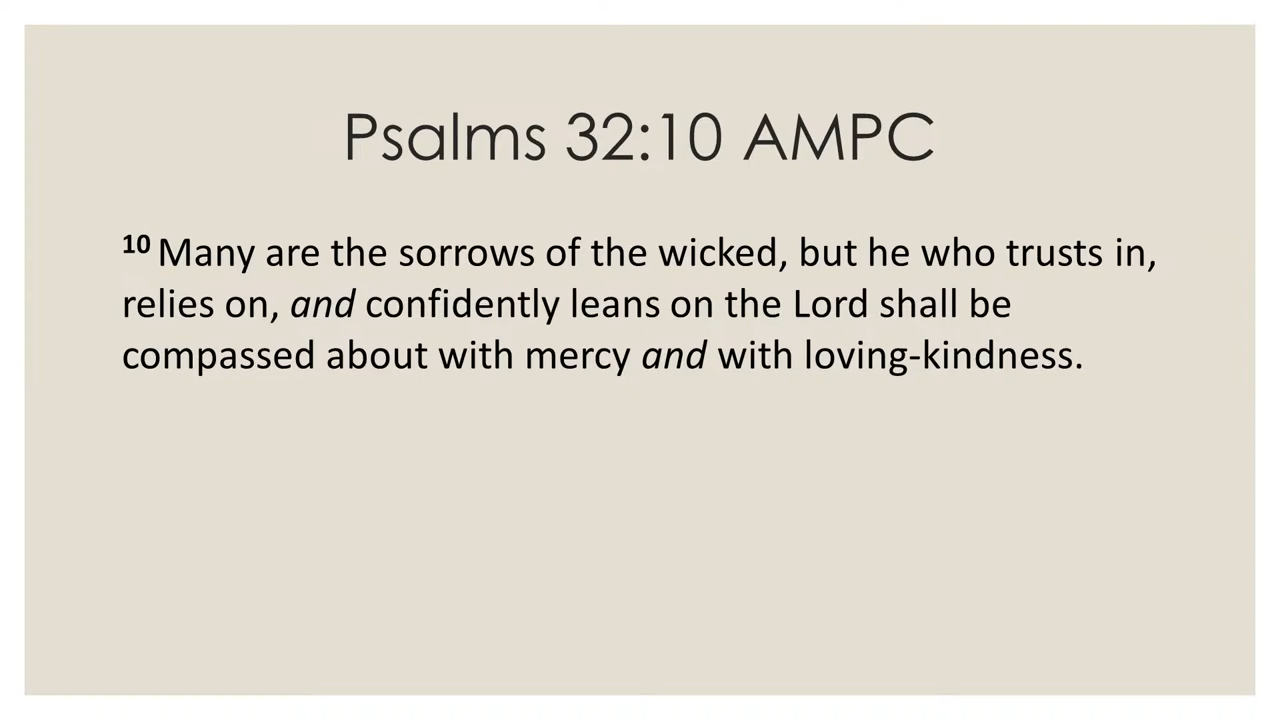 Psalms 32:10 AMPC
10 Many are the sorrows of the wicked, but he who trusts in,
relies on, and confidently leans on the Lord shall be
compassed about with mercy and with loving-kindness.